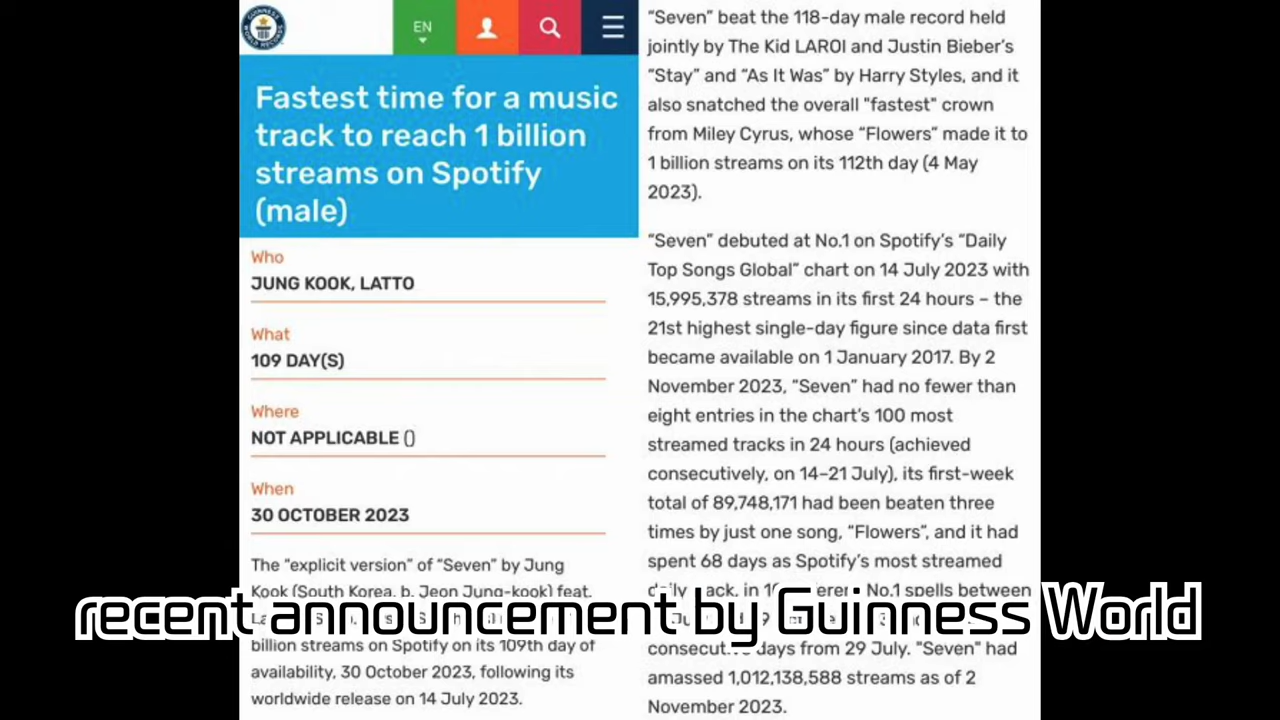 GUINNESS WORLD RECORDS
EN
Fastest time for a music
track to reach 1 billion
streams on Spotify
(male)
Who
JUNG KOOK, LATTO
What
109 DAY(S)
Where
NOT APPLICABLE ()
When
30 OCTOBER 2023
The “explicit version” of “Seven” by Jung
Kook (South Korea, b. Jeon Jung-kook) feat.
billion streams on Spotify on its 109th day of
availability, 30 October 2023, following its
worldwide release on 14 July 2023.
“Seven” beat the 118-day male record held
jointly by The Kid LAROI and Justin Bieber’s
“Stay” and “As It Was” by Harry Styles, and it
also snatched the overall "fastest" crown
from Miley Cyrus, whose “Flowers” made it to
1 billion streams on its 112th day (4 May
2023).
“Seven” debuted at No.1 on Spotify’s “Daily
Top Songs Global” chart on 14 July 2023 with
15,995,378 streams in its first 24 hours – the
21st highest single-day figure since data first
became available on 1 January 2017. By 2
November 2023, “Seven” had no fewer than
eight entries in the chart’s 100 most
streamed tracks in 24 hours (achieved
consecutively, on 14–21 July), its first-week
total of 89,748,171 had been beaten three
times by just one song, “Flowers”, and it had
spent 68 days as Spotify’s most streamed
daily in No.1 spells between
consecutive days from 29 July. "Seven" had
amassed 1,012,138,588 streams as of 2
November 2023.
recent announcement by Guinness World